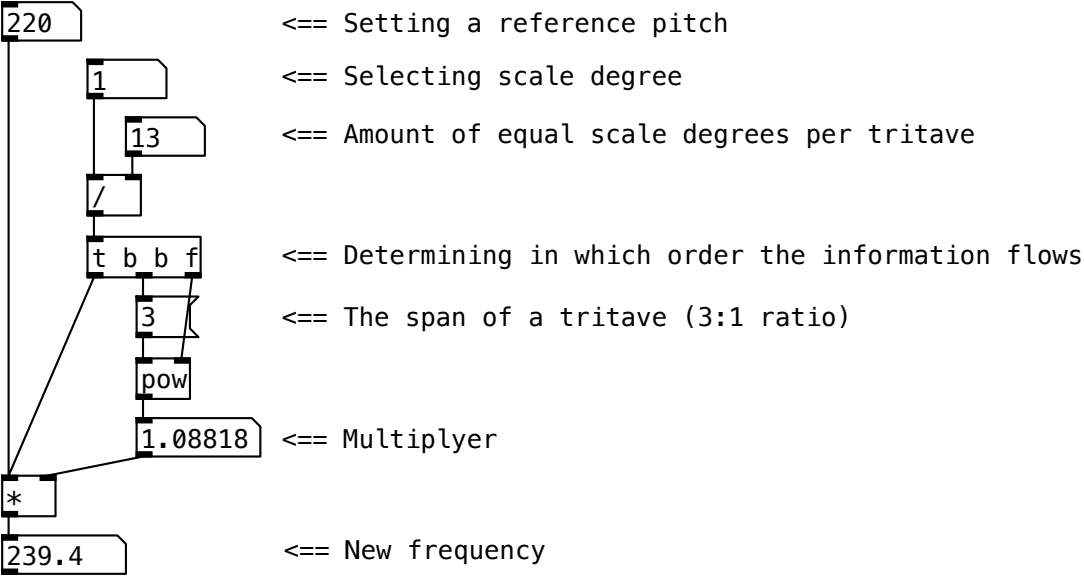 220 <== Setting a reference pitch
1 <== Selecting scale degree
13 <== Amount of equal scale degrees per tritave
/
t b b f <== Determining in which order the information flows
3 <== The span of a tritave (3:1 ratio)
pow
1.08818 <== Multiplyer
*
239.4 <== New frequency